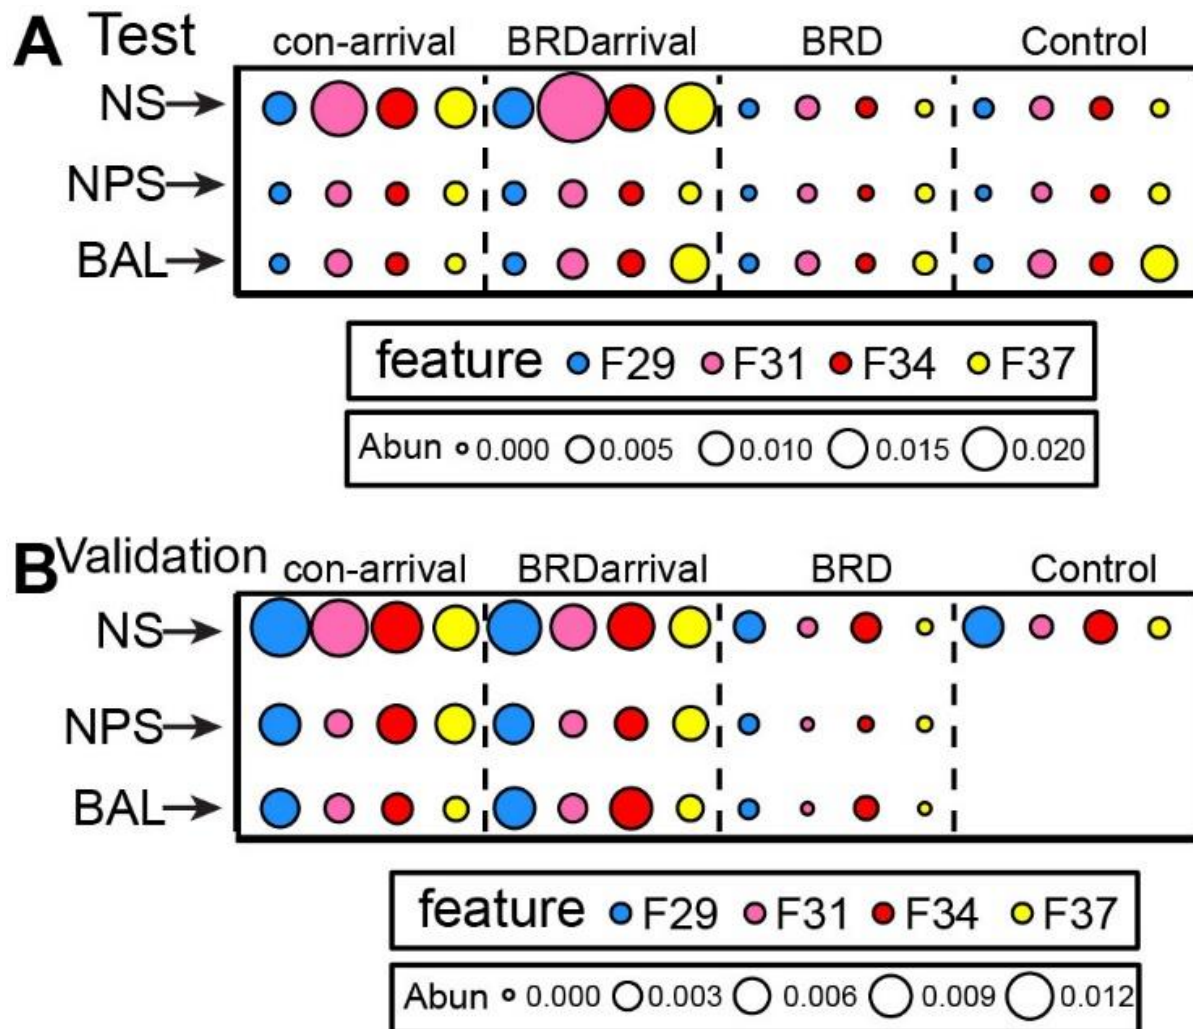 A Test
con-arrival BRDarrival BRD Control
NS
NPS
BAL
feature F29 F31 F34 F37
Abun 0.000 0.005 0.010 0.015 0.020
B Validation
con-arrival BRDarrival BRD Control
NS
NPS
BAL
feature F29 F31 F34 F37
Abun 0.000 0.003 0.006 0.009 0.012